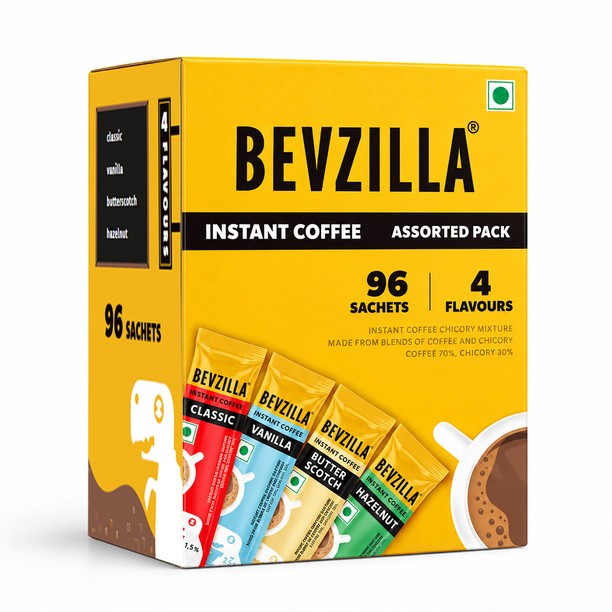 BEVZILLA®
INSTANT COFFEE ASSORTED PACK
96
SACHETS
4
FLAVOURS
INSTANT COFFEE CHICORY MIXTURE
MADE FROM BLENDS OF COFFEE AND CHICORY
COFFEE 70%, CHICORY 30%
classic
vanilla
butterscotch
hazelnut
4 FLAVOURS
96 SACHETS
BEVZILLA
INSTANT COFFEE
CLASSIC
BEVZILLA
INSTANT COFFEE
VANILLA
BEVZILLA
INSTANT COFFEE
BUTTER
SCOTCH
BEVZILLA
INSTANT COFFEE
HAZELNUT